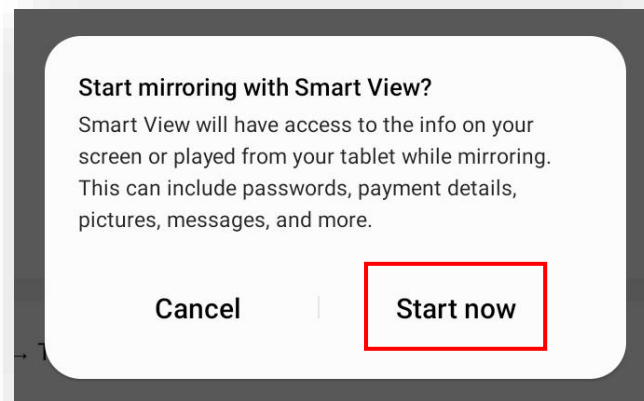 Start mirroring with Smart View?
Smart View will have access to the info on your
screen or played from your tablet while mirroring.
This can include passwords, payment details,
pictures, messages, and more.
Cancel
Start now